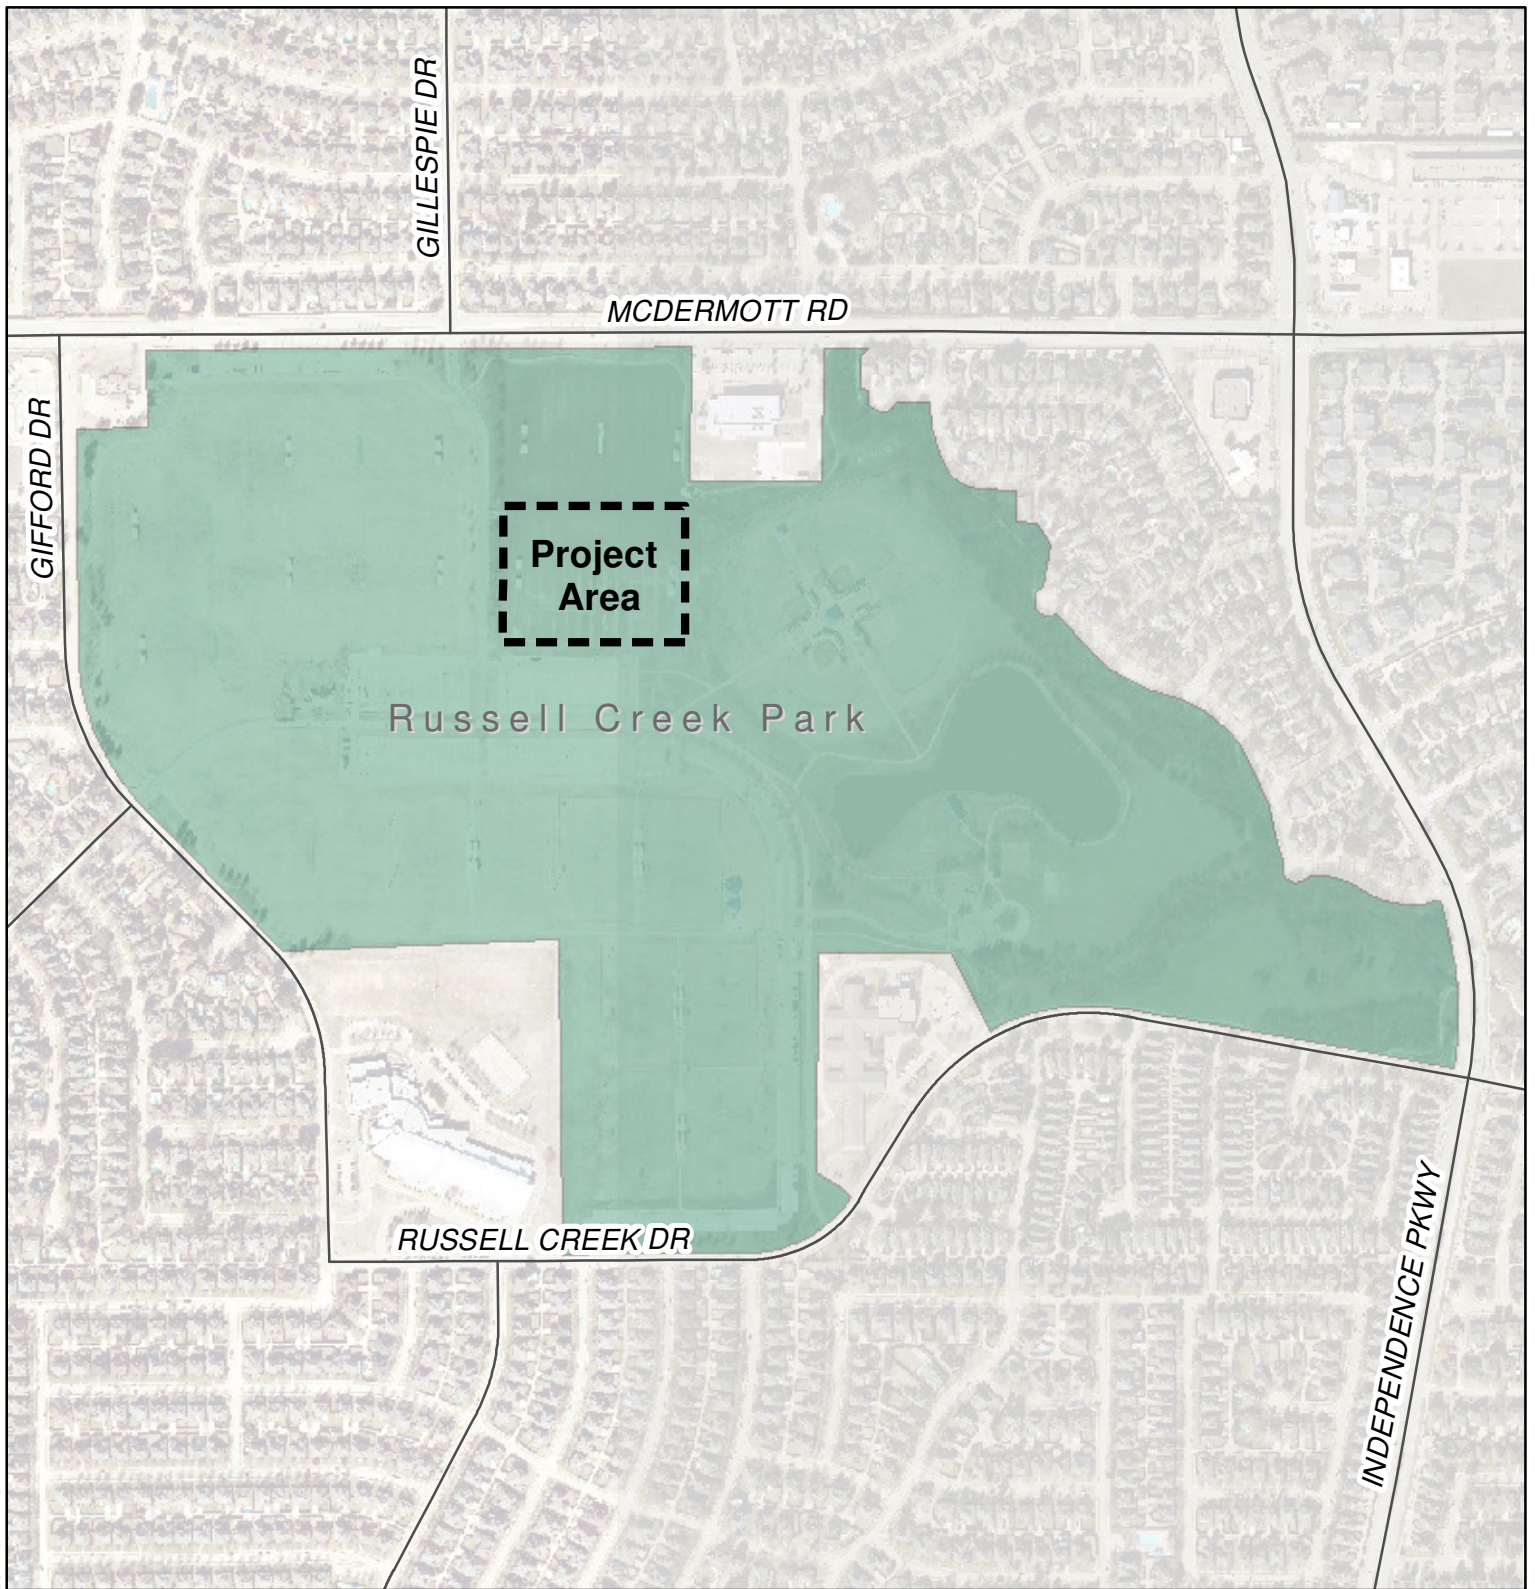 GILLESPIE DR
MCDERMOTT RD
GIFFORD DR
Project
Area
Russell Creek Park
RUSSELL CREEK DR
INDEPENDENCE PKWY